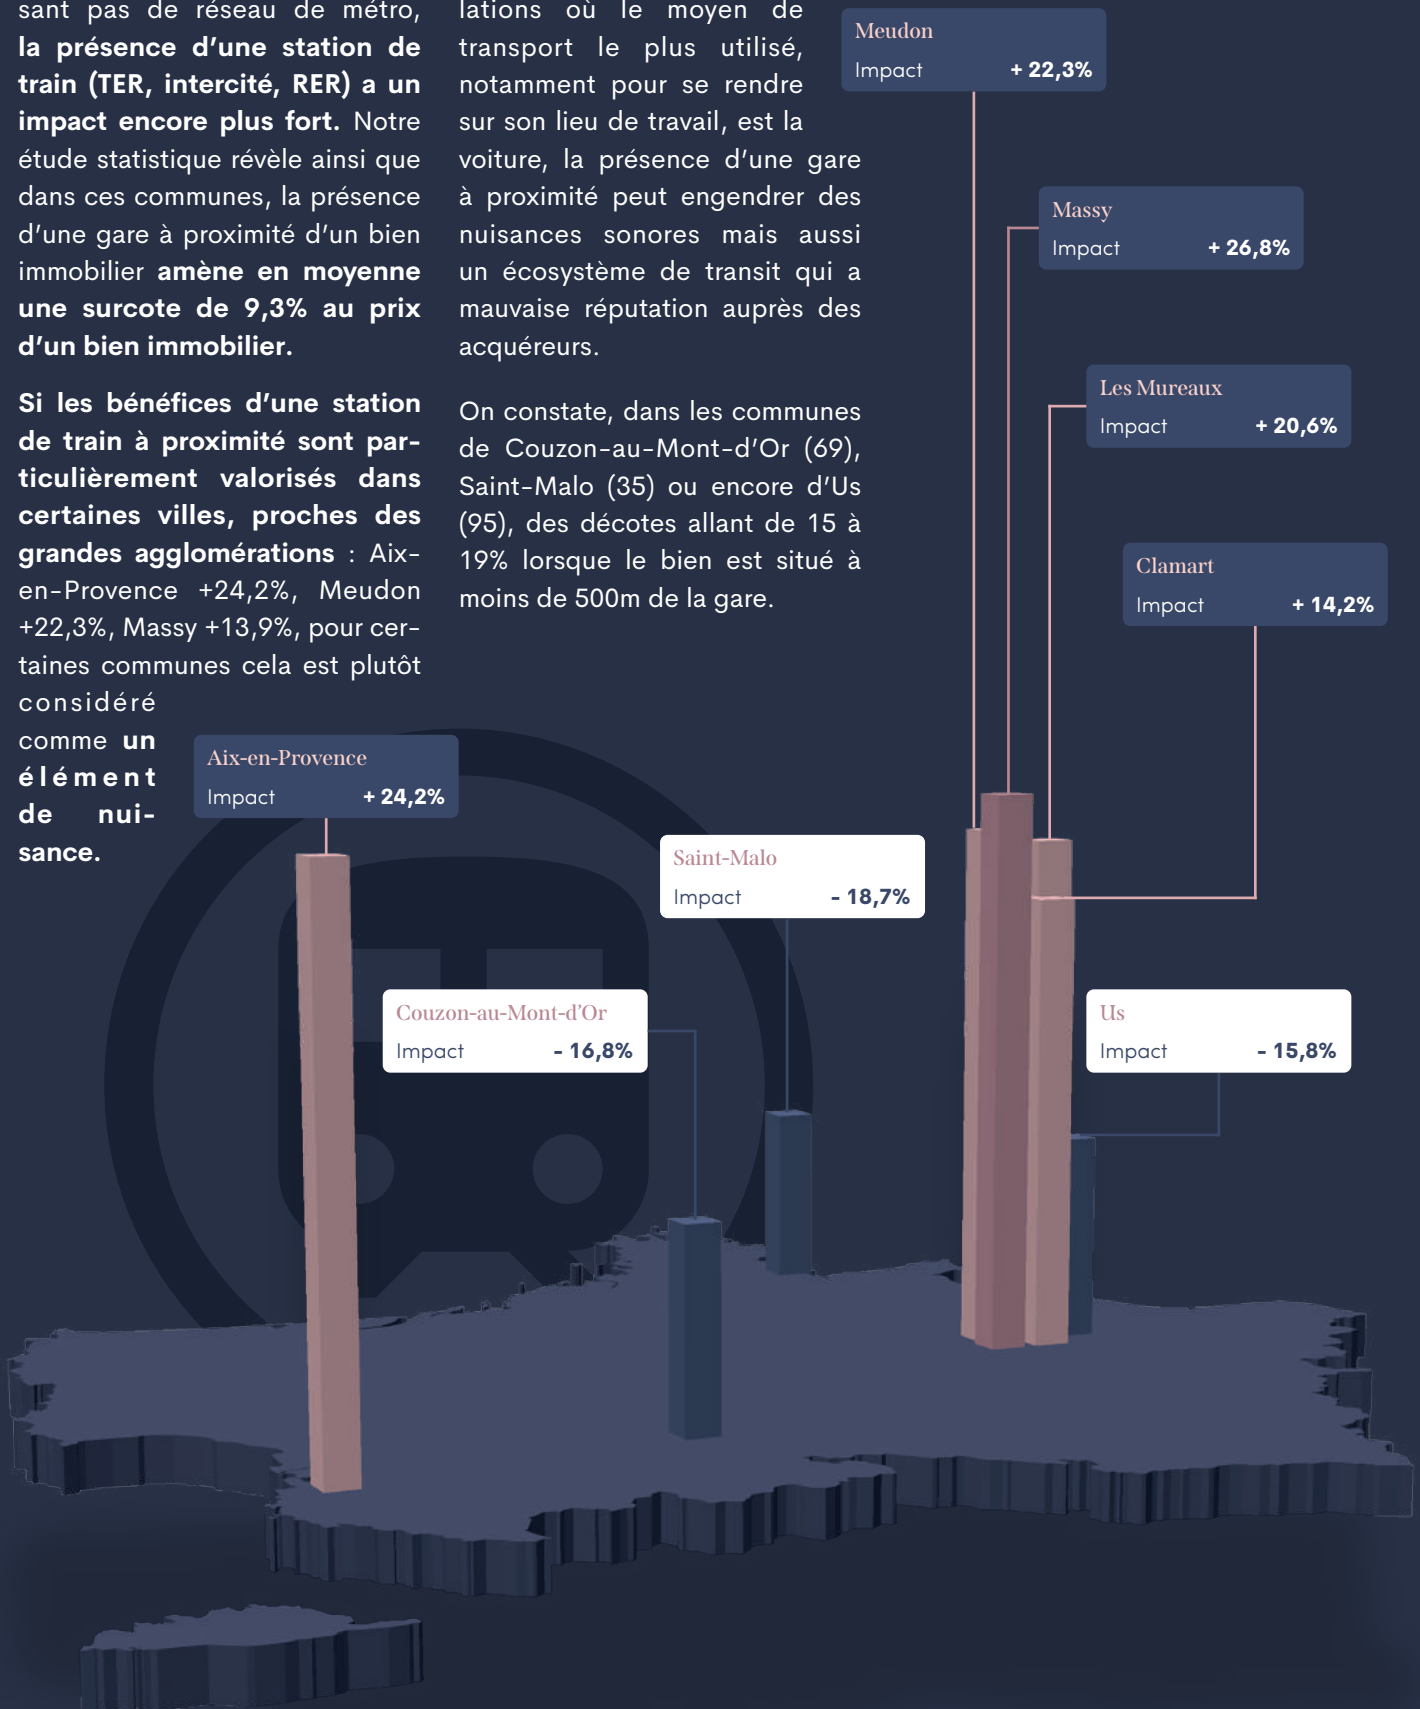 sant pas de réseau de métro,
la présence d’une station de
train (TER, intercité, RER) a un
impact encore plus fort. Notre
étude statistique révèle ainsi que
dans ces communes, la présence
d’une gare à proximité d’un bien
immobilier amène en moyenne
une surcote de 9,3% au prix
d’un bien immobilier.
Si les bénéfices d’une station
de train à proximité sont par-
ticulièrement valorisés dans
certaines villes, proches des
grandes agglomérations : Aix-
en-Provence +24,2%, Meudon
+22,3%, Massy +13,9%, pour cer-
taines communes cela est plutôt
considéré
comme un
élément
de nui-
sance.
lations où le moyen de
transport le plus utilisé,
notamment pour se rendre
sur son lieu de travail, est la
voiture, la présence d’une gare
à proximité peut engendrer des
nuisances sonores mais aussi
un écosystème de transit qui a
mauvaise réputation auprès des
acquéreurs.
On constate, dans les communes
de Couzon-au-Mont-d’Or (69),
Saint-Malo (35) ou encore d’Us
(95), des décotes allant de 15 à
19% lorsque le bien est situé à
moins de 500m de la gare.
Meudon
Impact + 22,3%
Massy
Impact + 26,8%
Les Mureaux
Impact + 20,6%
Clamart
Impact + 14,2%
Aix-en-Provence
Impact + 24,2%
Saint-Malo
Impact - 18,7%
Couzon-au-Mont-d’Or
Impact - 16,8%
Us
Impact - 15,8%